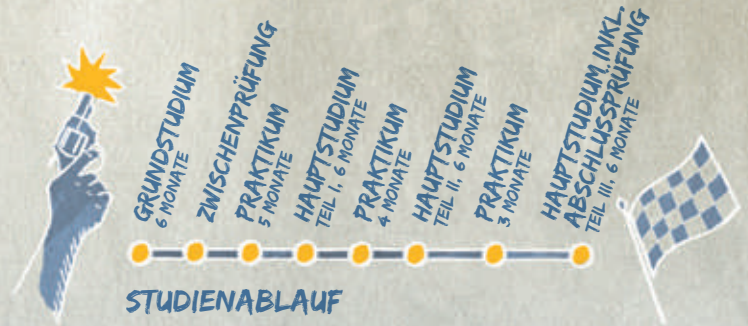 GRUNDSTUDIUM
6 MONATE
ZWISCHENPRÜFUNG
PRAKTIKUM
5 MONATE
HAUPTSTUDIUM
TEIL I, 6 MONATE
PRAKTIKUM
4 MONATE
HAUPTSTUDIUM
TEIL II, 6 MONATE
PRAKTIKUM
3 MONATE
HAUPTSTUDIUM INKL.
ABSCHLUSSPRÜFUNG
TEIL III, 6 MONATE
STUDIENABLAUF